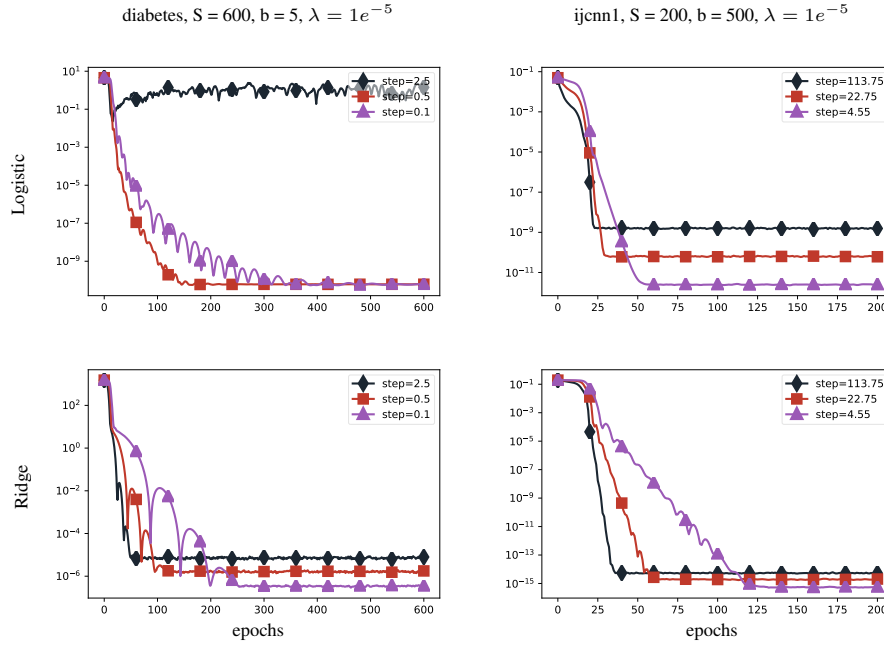 diabetes, S = 600, b = 5, λ = 1e⁻⁵
ijcnn1, S = 200, b = 500, λ = 1e⁻⁵
Logistic
10¹
10⁻¹
10⁻³
10⁻⁵
10⁻⁷
10⁻⁹
0 100 200 300 400 500 600
step=2.5
step=0.5
step=0.1
10⁻¹
10⁻³
10⁻⁵
10⁻⁷
10⁻⁹
10⁻¹¹
0 25 50 75 100 125 150 175 200
step=113.75
step=22.75
step=4.55
Ridge
10²
10⁰
10⁻²
10⁻⁴
10⁻⁶
0 100 200 300 400 500 600
step=2.5
step=0.5
step=0.1
epochs
10⁻¹
10⁻³
10⁻⁵
10⁻⁷
10⁻⁹
10⁻¹¹
10⁻¹³
10⁻¹⁵
0 25 50 75 100 125 150 175 200
step=113.75
step=22.75
step=4.55
epochs